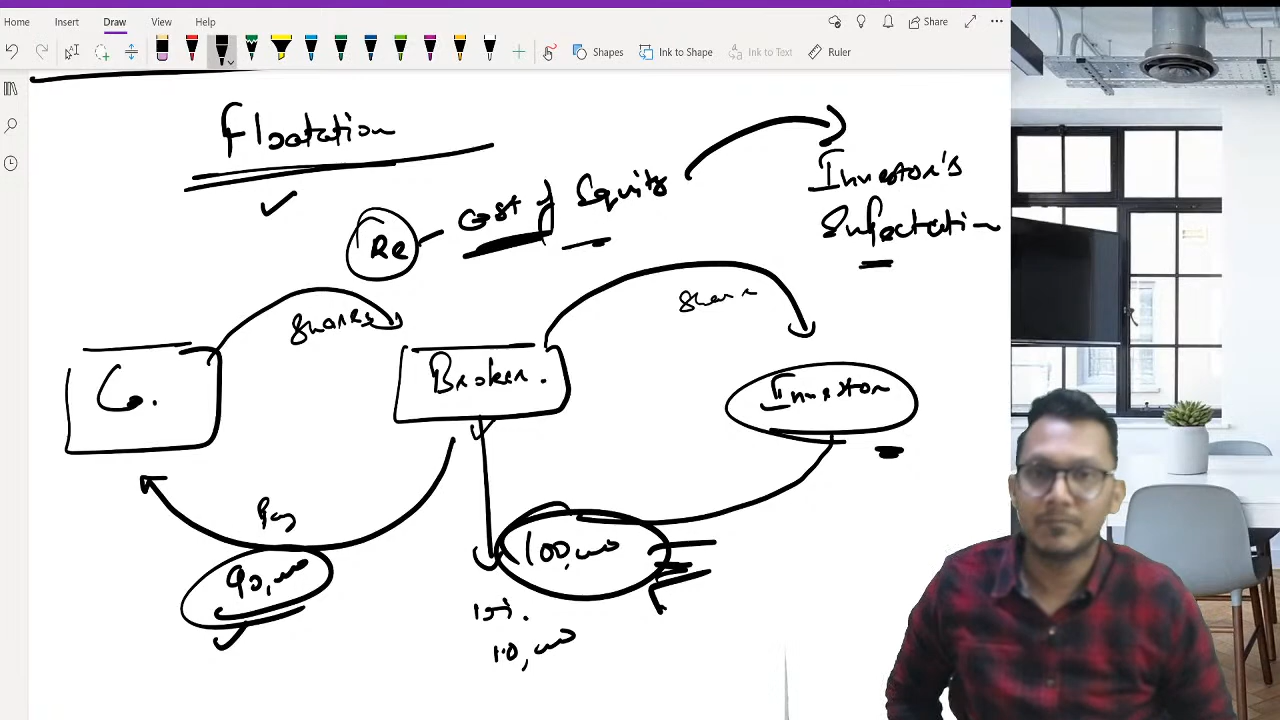 Home Insert Draw View Help Share
Shapes Ink to Shape Ink to Text Ruler
Floatation
Re Cost of Equity
Investor's
Shares
Share
Co.
Broker.
Investor
Pay
90,000
100,000
10%.
10,000